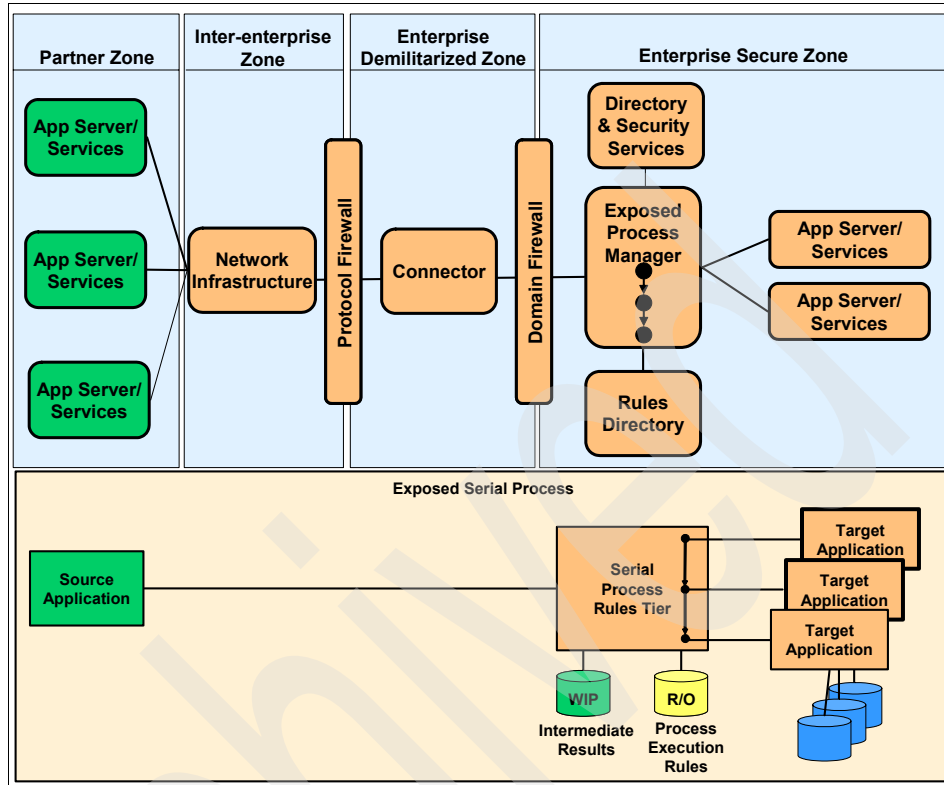 Partner Zone
Inter-enterprise
Zone
Enterprise
Demilitarized Zone
Enterprise Secure Zone
App Server/
Services
App Server/
Services
App Server/
Services
Network
Infrastructure
Protocol Firewall
Connector
Domain Firewall
Directory
& Security
Services
Exposed
Process
Manager
Rules
Directory
App Server/
Services
App Server/
Services
Exposed Serial Process
Source
Application
Serial
Process
Rules Tier
Target
Application
Target
Application
Target
Application
WIP
Intermediate
Results
R/O
Process
Execution
Rules